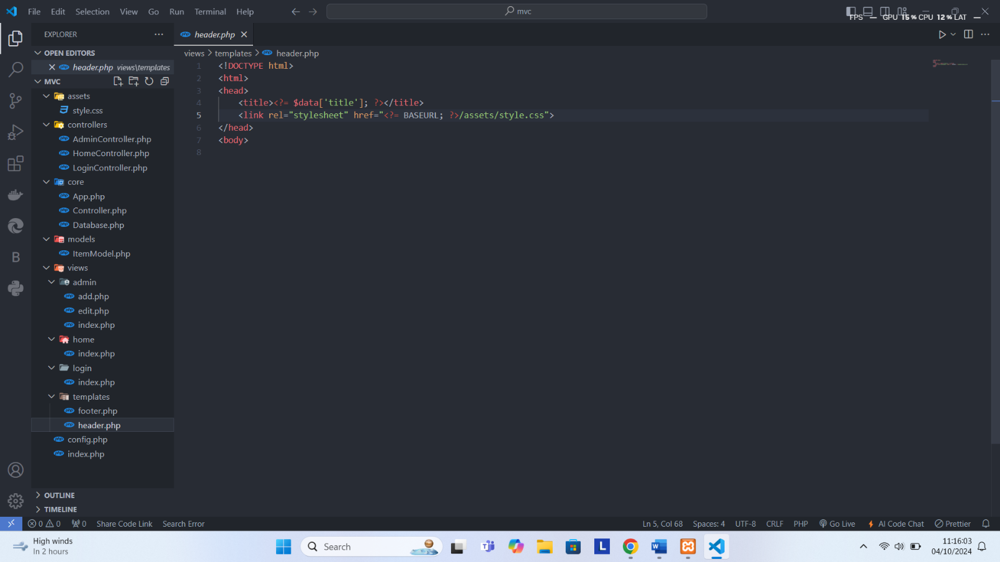 File Edit Selection View Go Run Terminal Help
mvc
FPS — GPU 15 % CPU 12 % LAT —
EXPLORER
header.php
OPEN EDITORS
header.php views\templates
MVC
assets
style.css
controllers
AdminController.php
HomeController.php
LoginController.php
core
App.php
Controller.php
Database.php
models
ItemModel.php
views
admin
add.php
edit.php
index.php
home
index.php
login
index.php
templates
footer.php
header.php
config.php
index.php
OUTLINE
TIMELINE
views > templates > header.php
1 <!DOCTYPE html>
2 <html>
3 <head>
4 <title><?= $data['title']; ?></title>
5 <link rel="stylesheet" href="<?= BASEURL; ?>/assets/style.css">
6 </head>
7 <body>
8
0 0 0 Share Code Link Search Error
Ln 5, Col 68 Spaces: 4 UTF-8 CRLF PHP Go Live AI Code Chat Prettier
High winds
In 2 hours
Search
11:16:03
04/10/2024